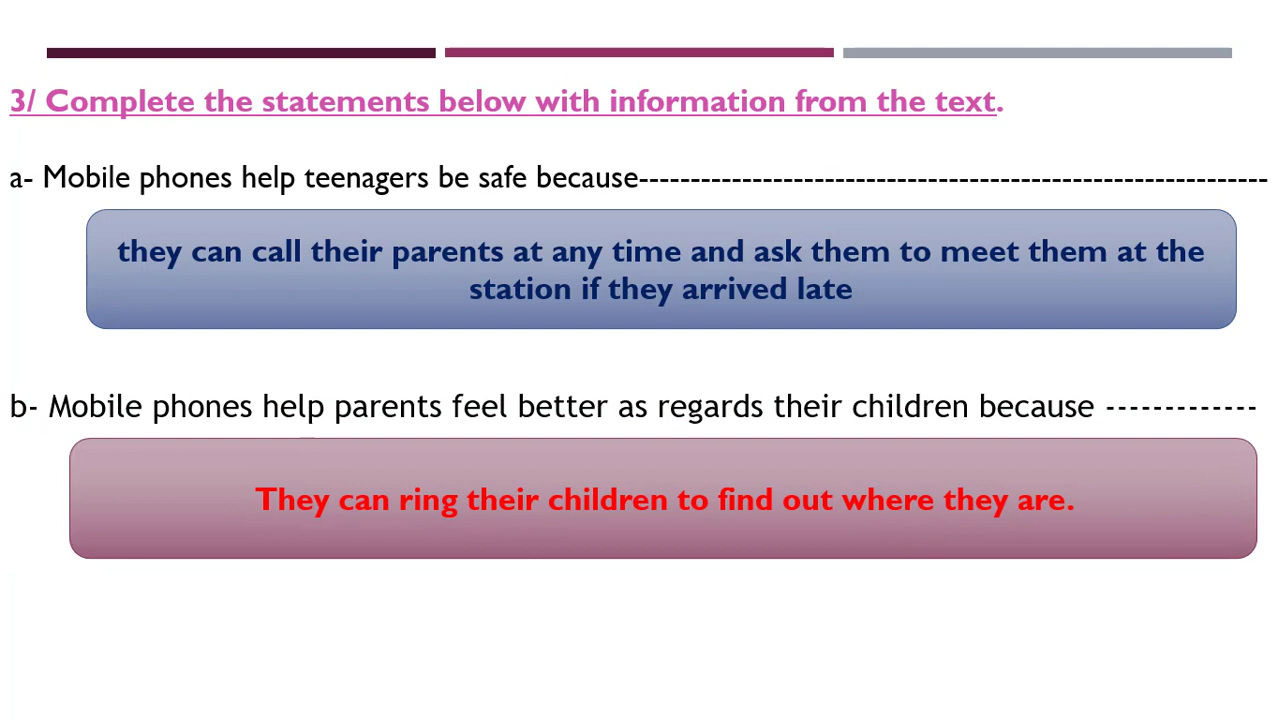 3/ Complete the statements below with information from the text.
a- Mobile phones help teenagers be safe because-------------------------------------------------------------
they can call their parents at any time and ask them to meet them at the
station if they arrived late
b- Mobile phones help parents feel better as regards their children because -------------
They can ring their children to find out where they are.